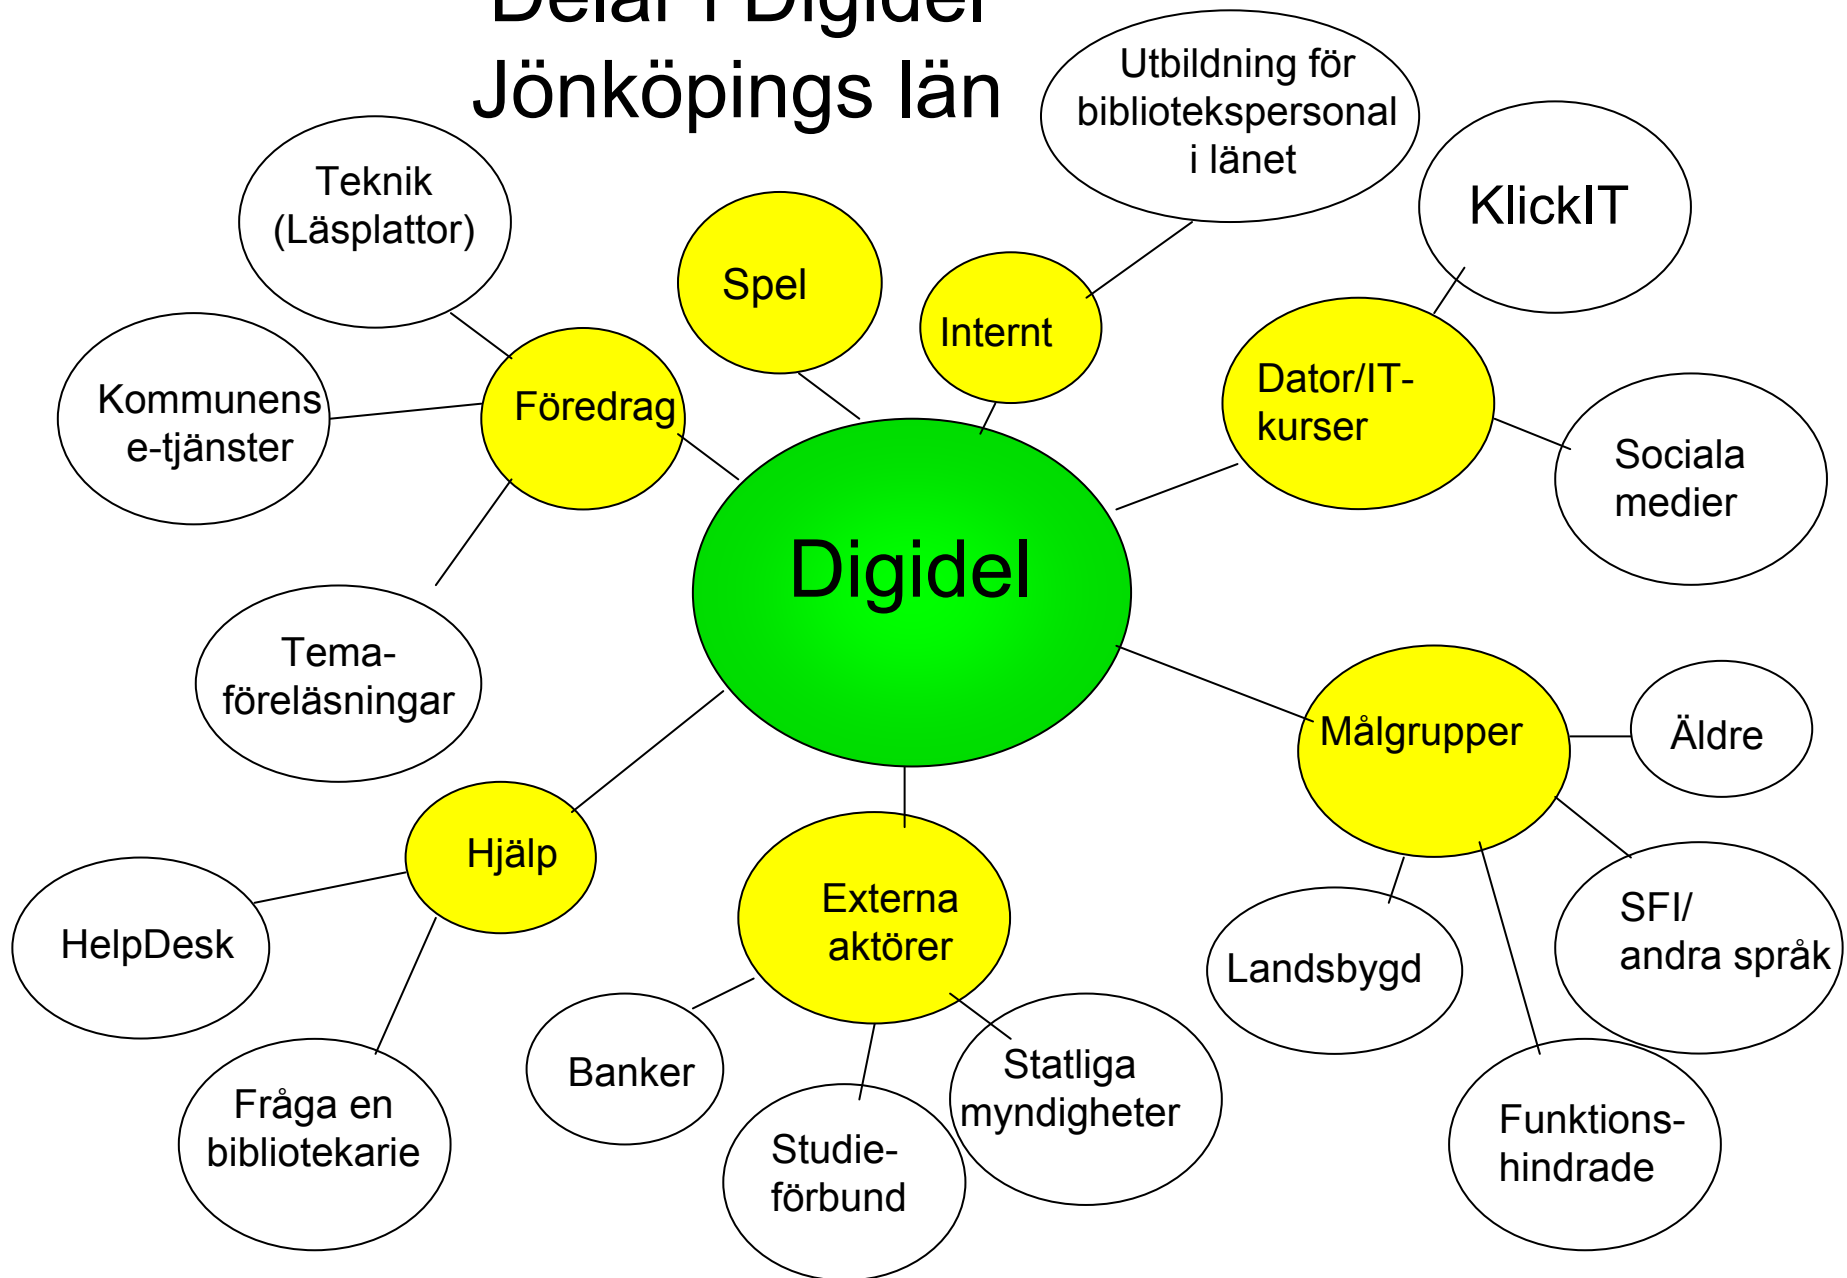 Delar i Digidel
Jönköpings län
Utbildning för
bibliotekspersonal
i länet
Teknik
(Läsplattor)
KlickIT
Spel
Internt
Kommunens
e-tjänster
Föredrag
Dator/IT-
kurser
Sociala
medier
Digidel
Tema-
föreläsningar
Målgrupper
Äldre
Hjälp
Externa
aktörer
SFI/
andra språk
HelpDesk
Landsbygd
Banker
Statliga
myndigheter
Fråga en
bibliotekarie
Studie-
förbund
Funktions-
hindrade